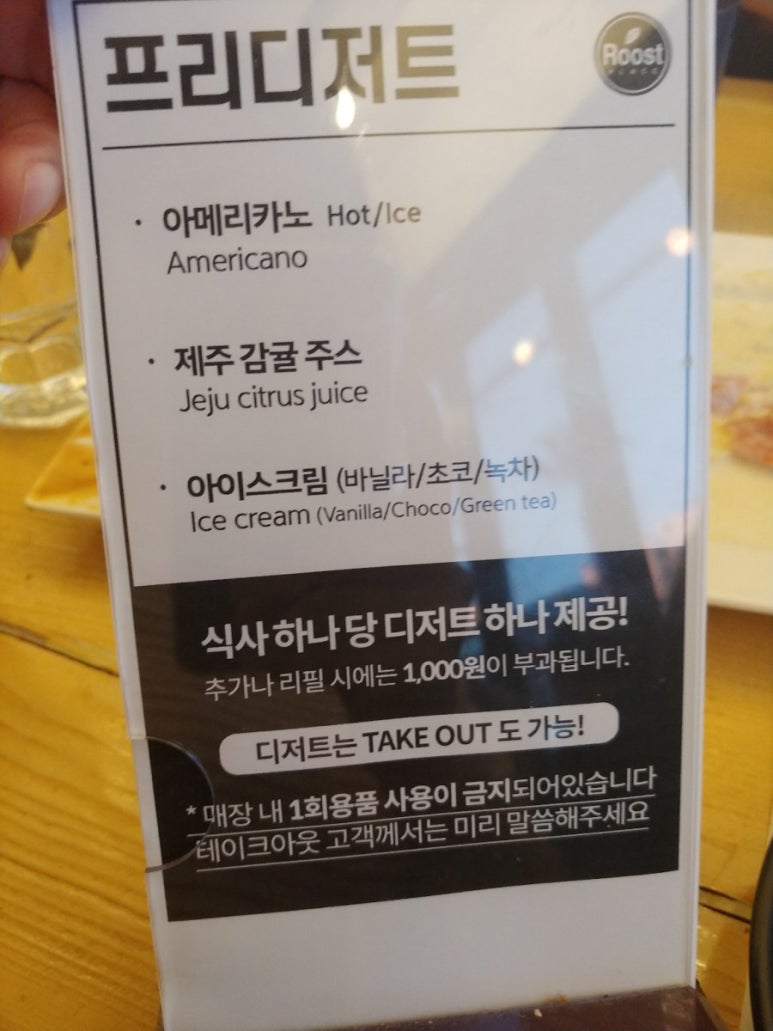 프리디저트
Roost
· 아메리카노 Hot/Ice
Americano
· 제주 감귤 주스
Jeju citrus juice
· 아이스크림 (바닐라/초코/녹차)
Ice cream (Vanilla/Choco/Green tea)
식사 하나 당 디저트 하나 제공!
추가나 리필 시에는 1,000원이 부과됩니다.
디저트는 TAKE OUT 도 가능!
* 매장 내 1회용품 사용이 금지되어있습니다
테이크아웃 고객께서는 미리 말씀해주세요